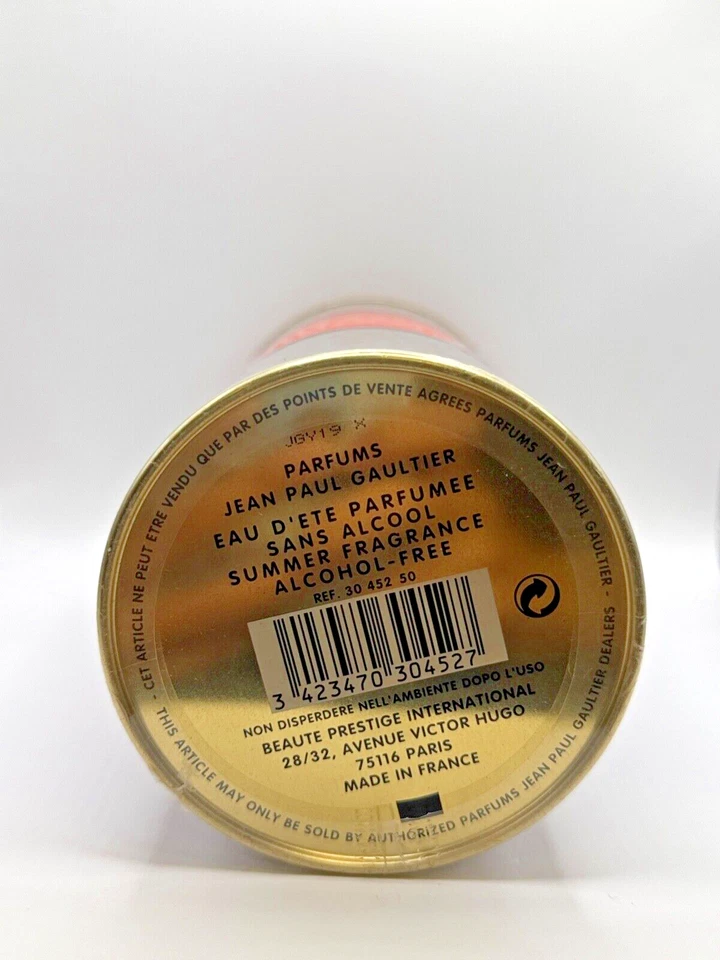 - CET ARTICLE NE PEUT ETRE VENDU QUE PAR DES POINTS DE VENTE AGREES PARFUMS JEAN PAUL GAULTIER -
JGY19 X
PARFUMS
JEAN PAUL GAULTIER
EAU D'ETE PARFUMEE
SANS ALCOOL
SUMMER FRAGRANCE
ALCOHOL-FREE
REF. 30 452 50
3 423470 304527
NON DISPERDERE NELL'AMBIENTE DOPO L'USO
BEAUTE PRESTIGE INTERNATIONAL
28/32, AVENUE VICTOR HUGO
75116 PARIS
MADE IN FRANCE
THIS ARTICLE MAY ONLY BE SOLD BY AUTHORIZED PARFUMS JEAN PAUL GAULTIER DEALERS -